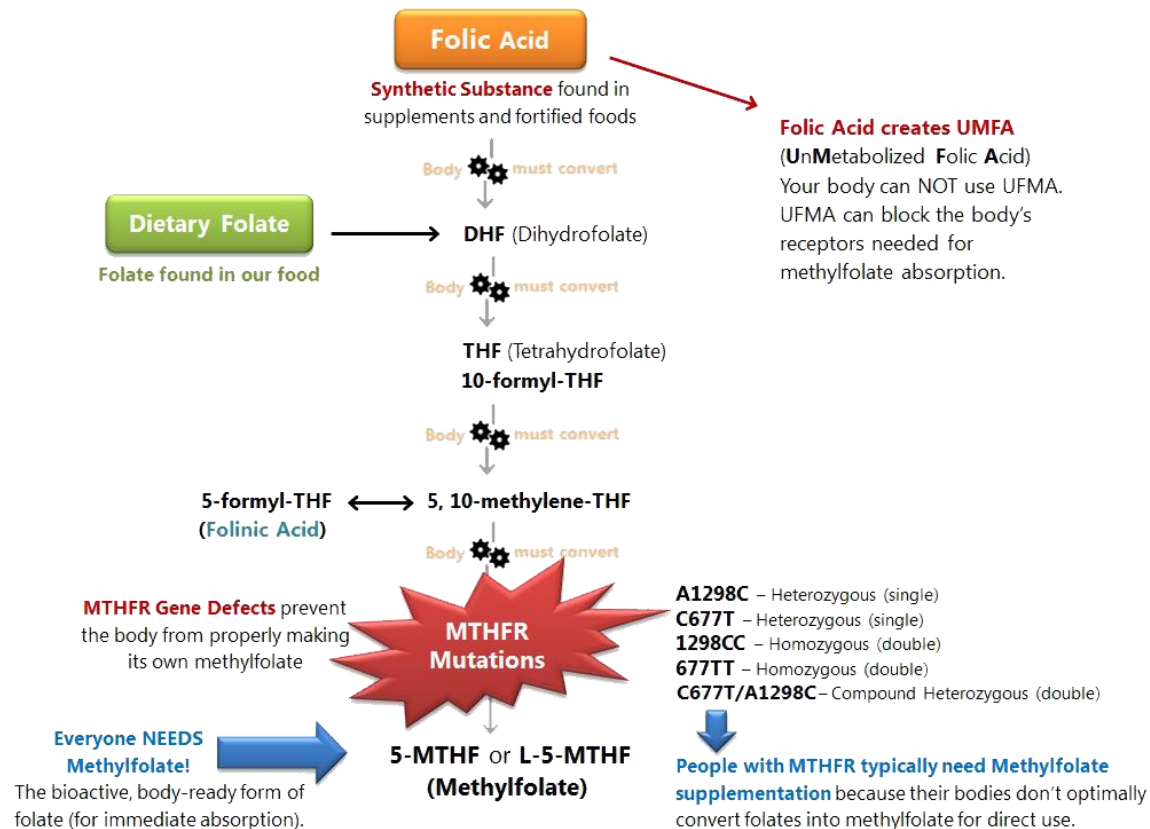 Folic Acid
Synthetic Substance found in
supplements and fortified foods
Folic Acid creates UMFA
(UnMetabolized Folic Acid)
Your body can NOT use UFMA.
UFMA can block the body's
receptors needed for
methylfolate absorption.
Body must convert
Dietary Folate
Folate found in our food
DHF (Dihydrofolate)
Body must convert
THF (Tetrahydrofolate)
10-formyl-THF
Body must convert
5-formyl-THF
(Folinic Acid)
5, 10-methylene-THF
Body must convert
MTHFR Gene Defects prevent
the body from properly making
its own methylfolate
MTHFR
Mutations
A1298C – Heterozygous (single)
C677T – Heterozygous (single)
1298CC – Homozygous (double)
677TT – Homozygous (double)
C677T/A1298C– Compound Heterozygous (double)
Everyone NEEDS
Methylfolate!
The bioactive, body-ready form of
folate (for immediate absorption).
5-MTHF or L-5-MTHF
(Methylfolate)
People with MTHFR typically need Methylfolate
supplementation because their bodies don't optimally
convert folates into methylfolate for direct use.